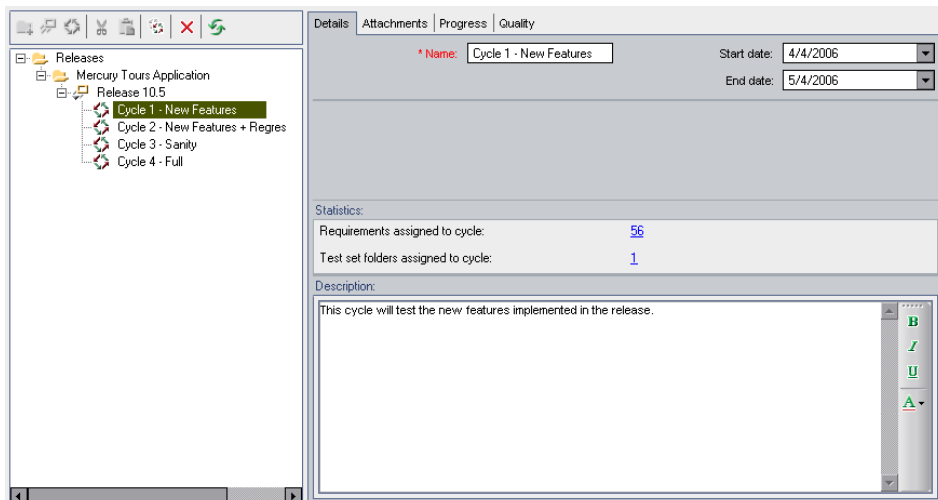 Releases
Mercury Tours Application
Release 10.5
Cycle 1 - New Features
Cycle 2 - New Features + Regres
Cycle 3 - Sanity
Cycle 4 - Full
Details Attachments Progress Quality
* Name: Cycle 1 - New Features Start date: 4/4/2006
End date: 5/4/2006
Statistics:
Requirements assigned to cycle: 56
Test set folders assigned to cycle: 1
Description:
This cycle will test the new features implemented in the release.
B
I
U
A